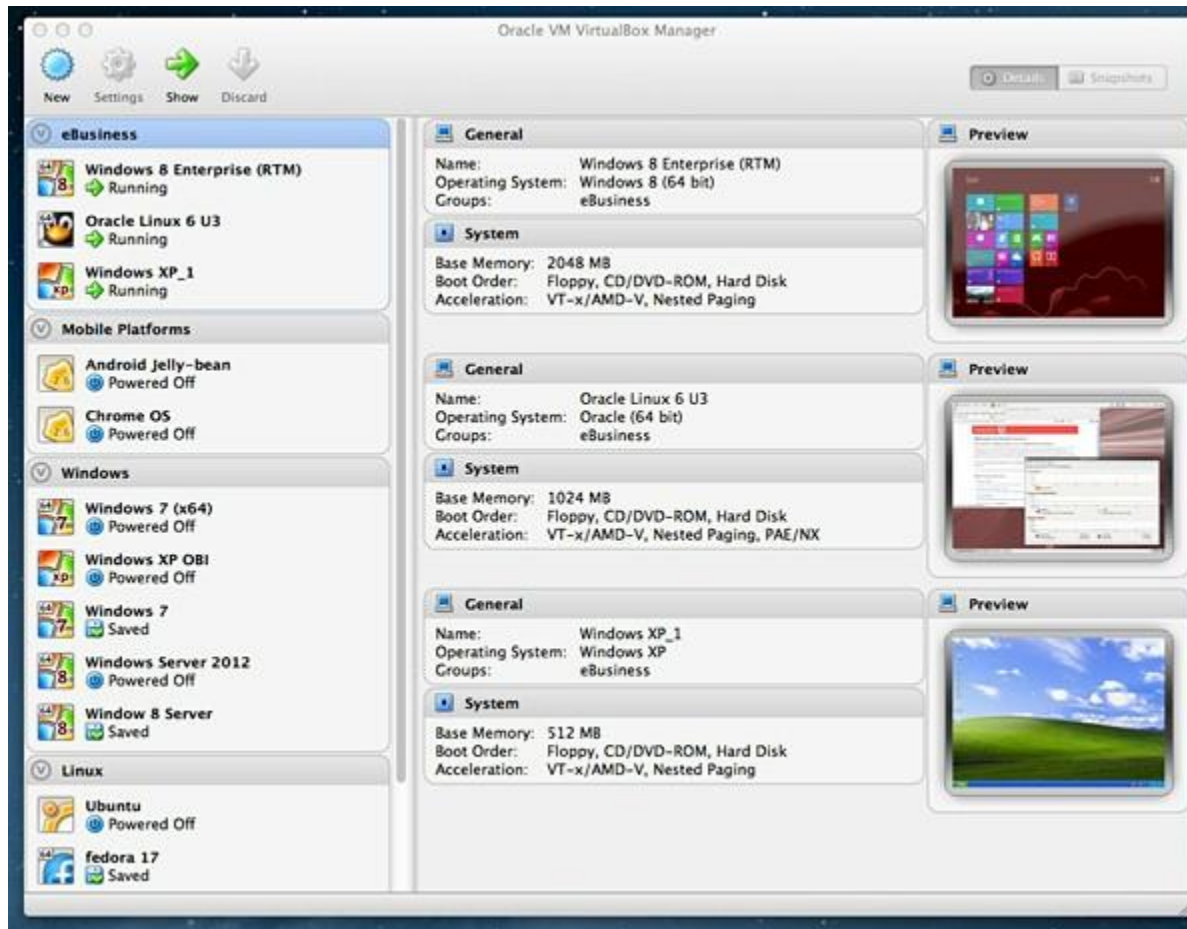 Oracle VM VirtualBox Manager
New Settings Show Discard
Details Snapshots
eBusiness
Windows 8 Enterprise (RTM)
Running
Oracle Linux 6 U3
Running
Windows XP_1
Running
Mobile Platforms
Android Jelly-bean
Powered Off
Chrome OS
Powered Off
Windows
Windows 7 (x64)
Powered Off
Windows XP OBI
Powered Off
Windows 7
Saved
Windows Server 2012
Powered Off
Window 8 Server
Saved
Linux
Ubuntu
Powered Off
fedora 17
Saved
General
Name: Windows 8 Enterprise (RTM)
Operating System: Windows 8 (64 bit)
Groups: eBusiness
System
Base Memory: 2048 MB
Boot Order: Floppy, CD/DVD-ROM, Hard Disk
Acceleration: VT-x/AMD-V, Nested Paging
Preview
General
Name: Oracle Linux 6 U3
Operating System: Oracle (64 bit)
Groups: eBusiness
System
Base Memory: 1024 MB
Boot Order: Floppy, CD/DVD-ROM, Hard Disk
Acceleration: VT-x/AMD-V, Nested Paging, PAE/NX
Preview
General
Name: Windows XP_1
Operating System: Windows XP
Groups: eBusiness
System
Base Memory: 512 MB
Boot Order: Floppy, CD/DVD-ROM, Hard Disk
Acceleration: VT-x/AMD-V, Nested Paging
Preview